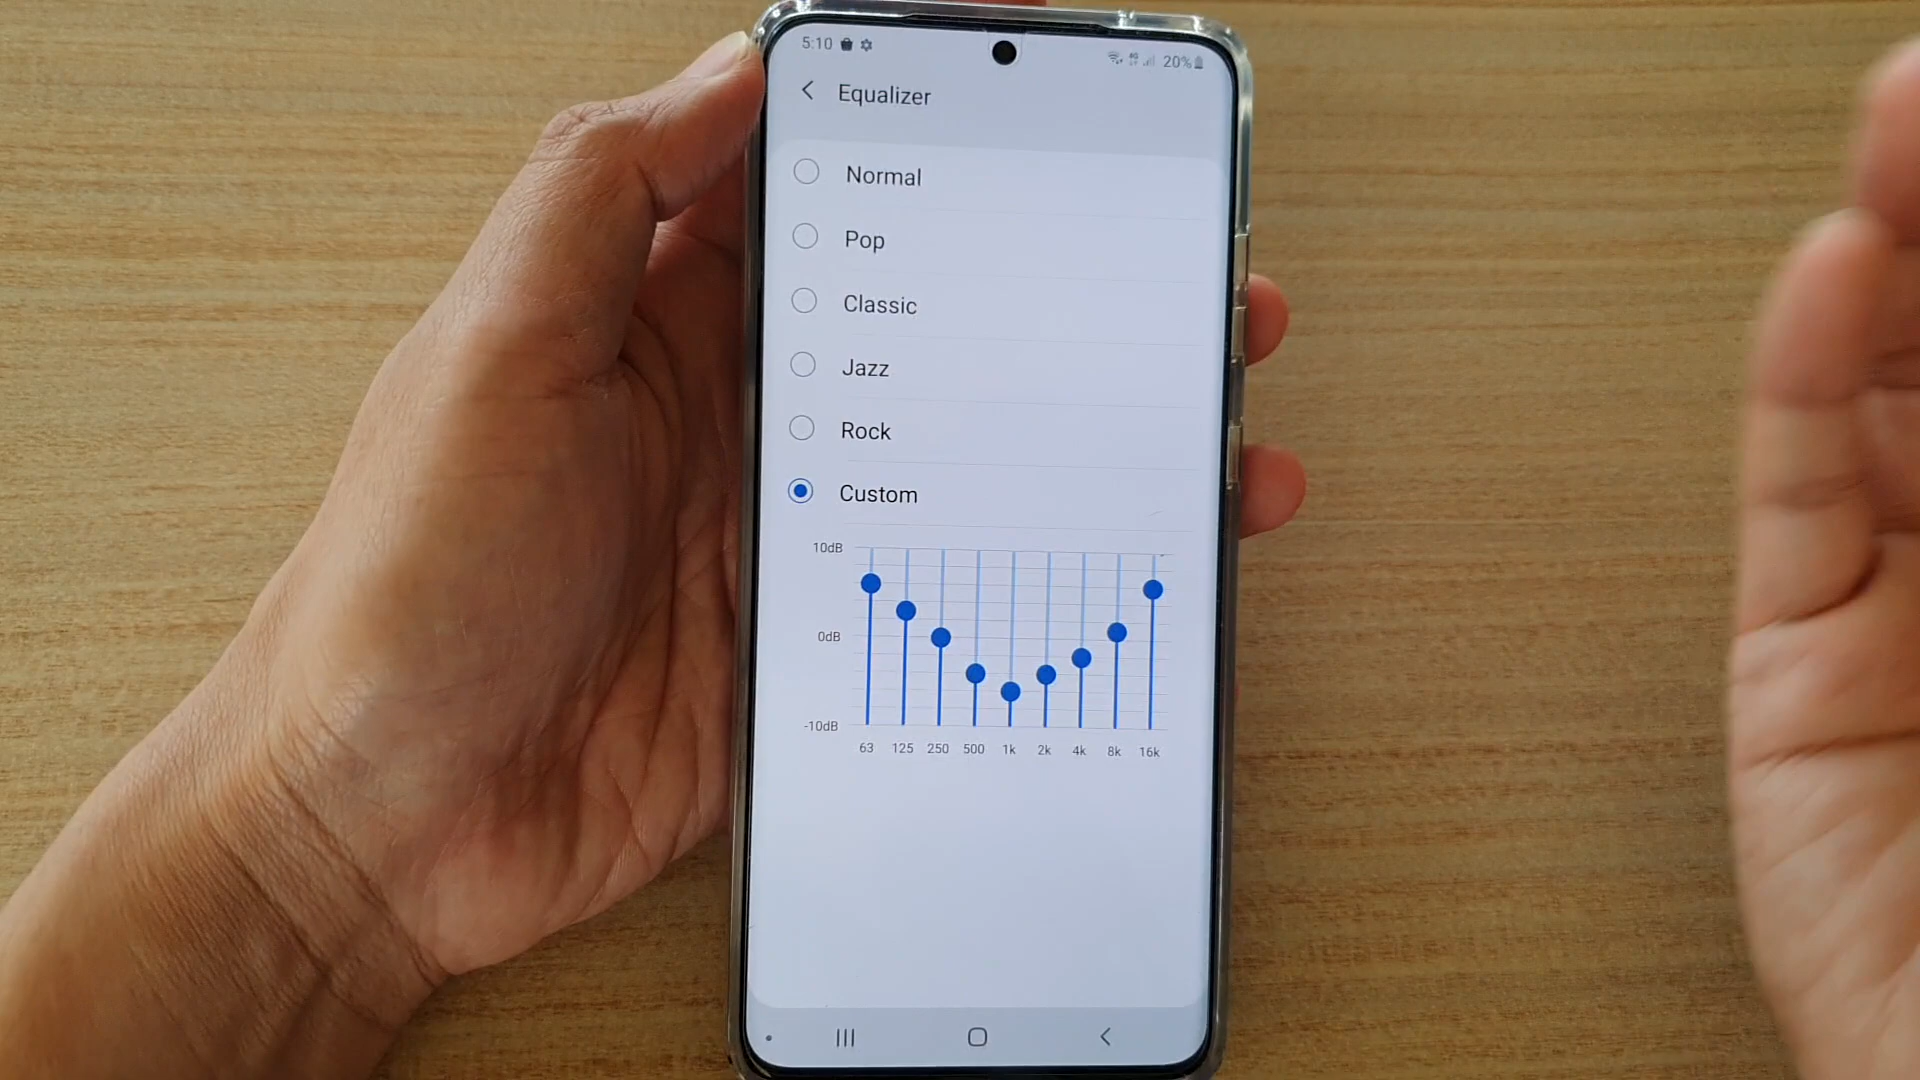 5:10 20%
Equalizer
Normal
Pop
Classic
Jazz
Rock
Custom
10dB
0dB
-10dB
63 125 250 500 1k 2k 4k 8k 16k